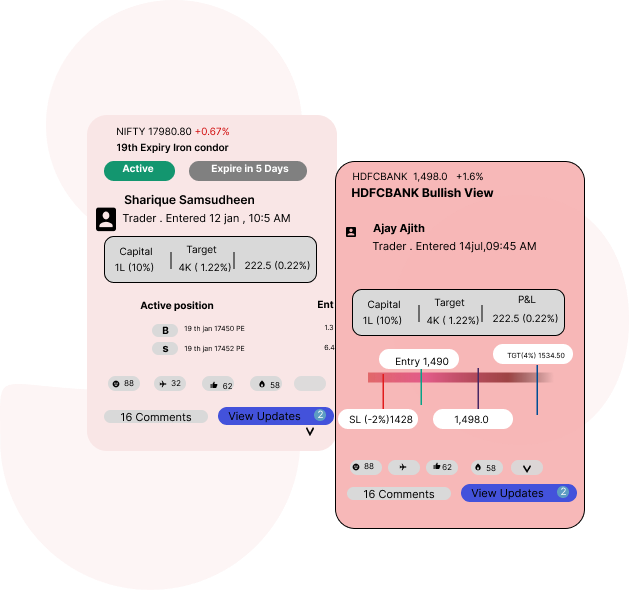 NIFTY 17980.80 +0.67%
19th Expiry Iron condor
Active
Expire in 5 Days
Sharique Samsudheen
Trader . Entered 12 jan , 10:5 AM
Capital
Target
1L (10%)
4K ( 1.22%)
222.5 (0.22%)
Active position
Ent
B
19 th jan 17450 PE
1.3
s
19 th jan 17452 PE
6.4
88
32
62
58
16 Comments
View Updates 2
HDFCBANK 1,498.0 +1.6%
HDFCBANK Bullish View
Ajay Ajith
Trader . Entered 14jul,09:45 AM
Capital
Target
P&L
1L (10%)
4K ( 1.22%)
222.5 (0.22%)
Entry 1,490
TGT(4%) 1534.50
SL (-2%)1428
1,498.0
88
62
58
16 Comments
View Updates 2